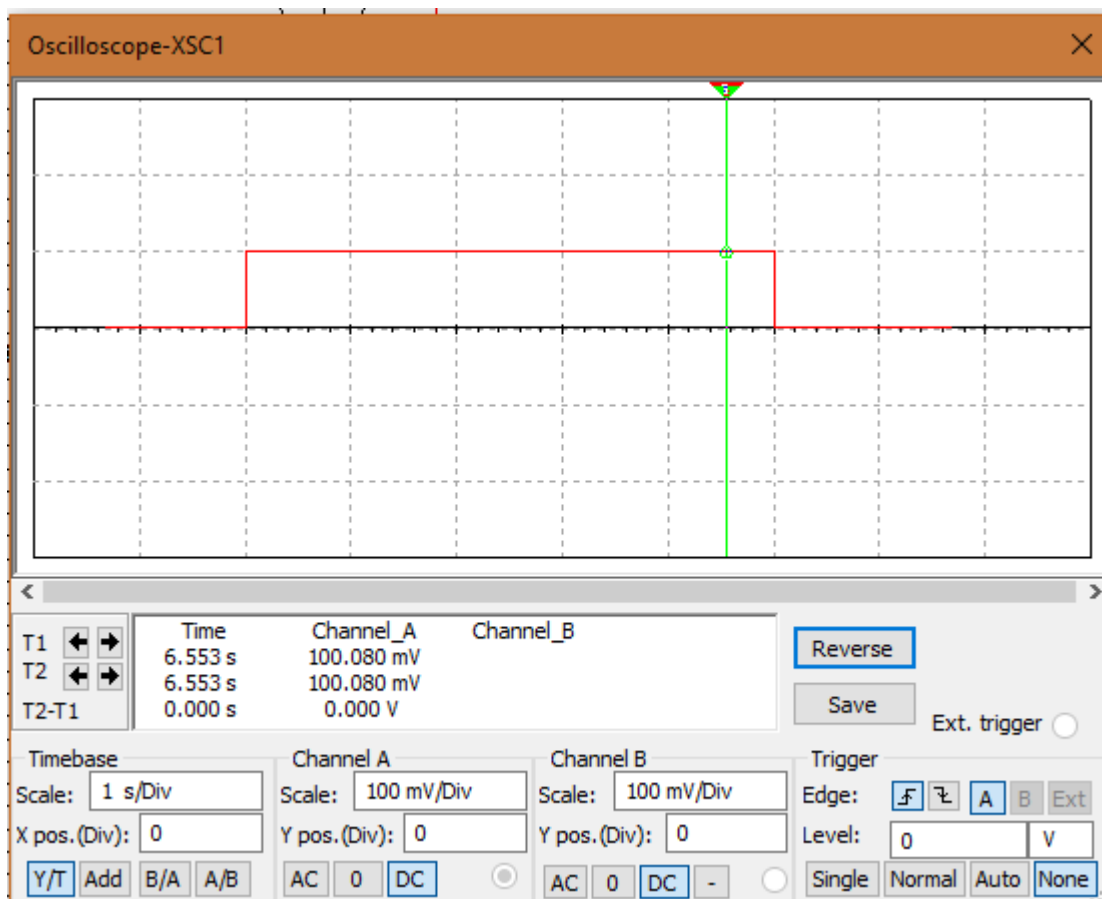 Oscilloscope-XSC1
Time Channel_A Channel_B
T1 6.553 s 100.080 mV
T2 6.553 s 100.080 mV
T2-T1 0.000 s 0.000 V
Reverse
Save
Ext. trigger
Timebase
Scale: 1 s/Div
X pos.(Div): 0
Y/T Add B/A A/B
Channel A
Scale: 100 mV/Div
Y pos.(Div): 0
AC 0 DC
Channel B
Scale: 100 mV/Div
Y pos.(Div): 0
AC 0 DC -
Trigger
Edge: A B Ext
Level: 0 V
Single Normal Auto None